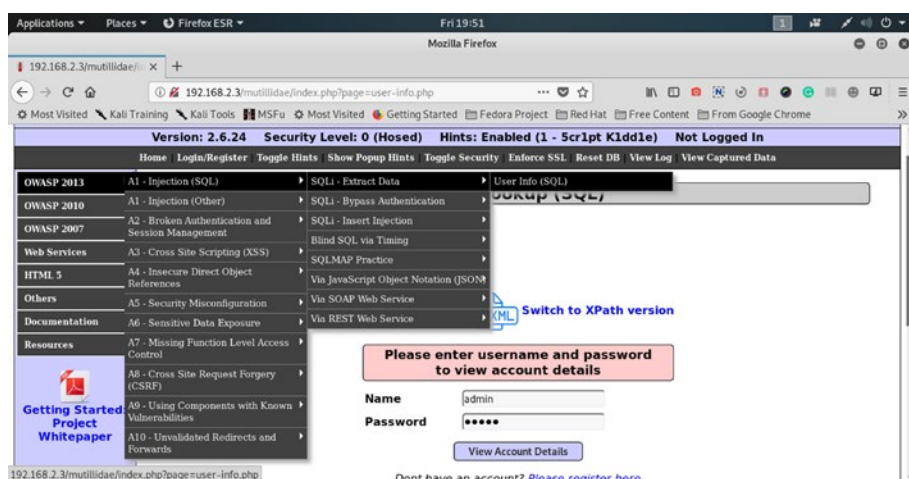 Applications Places Firefox ESR Fri 19:51 1
Mozilla Firefox
192.168.2.3/mutillidae/in × +
192.168.2.3/mutillidae/index.php?page=user-info.php
Most Visited Kali Training Kali Tools MSFu Most Visited Getting Started Fedora Project Red Hat Free Content From Google Chrome
Version: 2.6.24 Security Level: 0 (Hosed) Hints: Enabled (1 - 5cr1pt K1dd1e) Not Logged In
Home | Login/Register | Toggle Hints | Show Popup Hints | Toggle Security | Enforce SSL | Reset DB | View Log | View Captured Data
OWASP 2013
OWASP 2010
OWASP 2007
Web Services
HTML 5
Others
Documentation
Resources
Getting Started:
Project
Whitepaper
A1 - Injection (SQL)
A1 - Injection (Other)
A2 - Broken Authentication and
Session Management
A3 - Cross Site Scripting (XSS)
A4 - Insecure Direct Object
References
A5 - Security Misconfiguration
A6 - Sensitive Data Exposure
A7 - Missing Function Level Access
Control
A8 - Cross Site Request Forgery
(CSRF)
A9 - Using Components with Known
Vulnerabilities
A10 - Unvalidated Redirects and
Forwards
SQLi - Extract Data
SQLi - Bypass Authentication
SQLi - Insert Injection
Blind SQL via Timing
SQLMAP Practice
Via JavaScript Object Notation (JSON)
Via SOAP Web Service
Via REST Web Service
User Info (SQL)
(SQL)
XML
Switch to XPath version
Please enter username and password
to view account details
Name admin
Password •••••
View Account Details
Dont have an account? Please register here
192.168.2.3/mutillidae/index.php?page=user-info.php